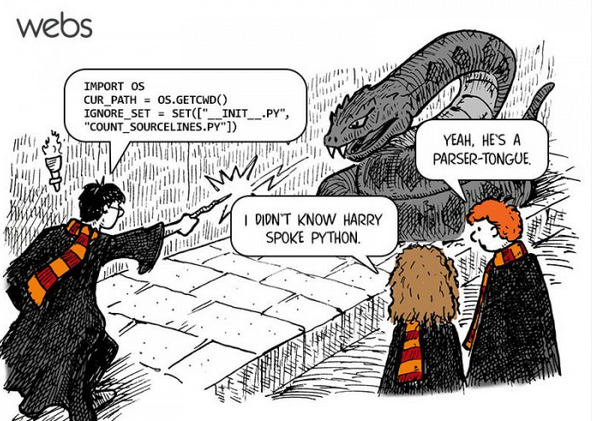 webs
IMPORT OS
CUR_PATH = OS.GETCWD()
IGNORE_SET = SET(["__INIT__.PY",
"COUNT_SOURCELINES.PY"])
I DIDN'T KNOW HARRY
SPOKE PYTHON.
YEAH, HE'S A
PARSER-TONGUE.